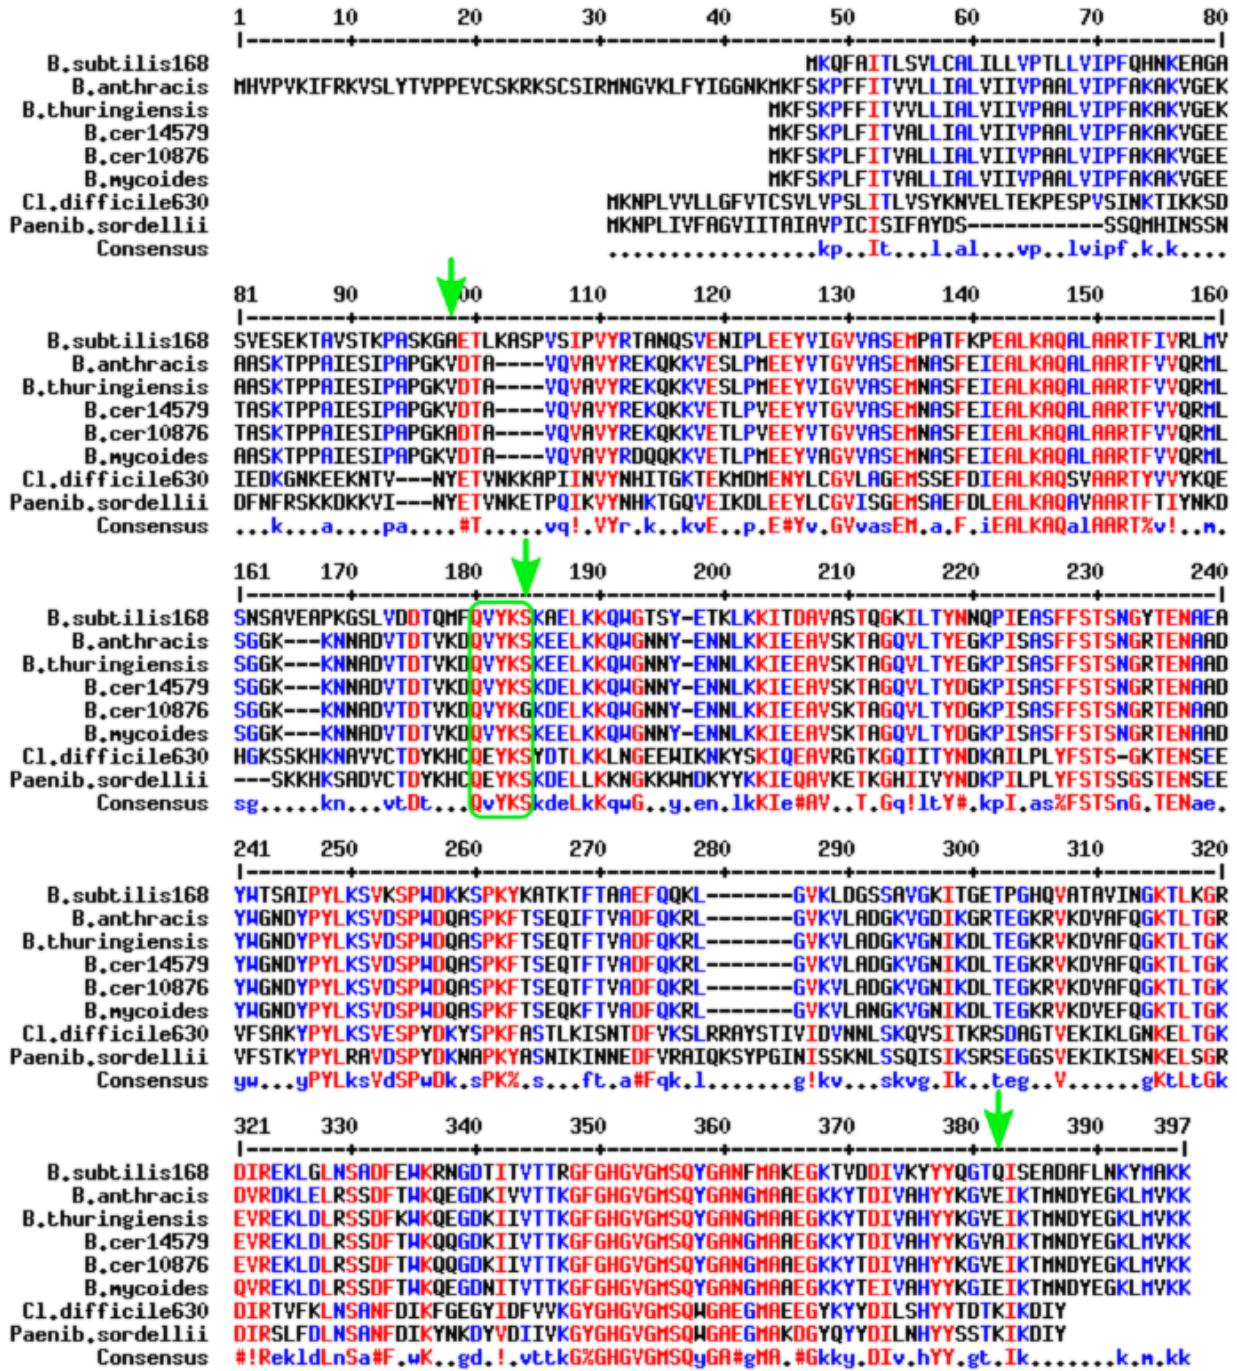 1 10 20 30 40 50 60 70 80
|--------+---------+---------+---------+---------+---------+---------+---------|
B.subtilis168 MKQFAITLSVLCALILLVPTLLVIPFQHNKEAGA
B.anthracis MHVPVKIFRKVSLYTVPPEVCSKRKSCSIRMNGVKLFYIGGNKMKFSKPFFITVVLLIALVIIVPAALVIPFAKAKVGEK
B.thuringiensis MKFSKPFFITVVLLIALVIIVPAALVIPFAKAKVGEK
B.cer14579 MKFSKPLFITVALLIALVIIVPAALVIPFAKAKVGEE
B.cer10876 MKFSKPLFITVALLIALVIIVPAALVIPFAKAKVGEE
B.mycoides MKFSKPLFITVALLIALVIIVPAALVIPFAKAKVGEE
Cl.difficile630 MKNPLVVLLGFVTCSVLVPSLITLVSYKNVELTEKPESPVSINKTIKKSD
Paenib.sordellii MKNPLIVFAGVIITAIAVPICISIFAYDS-----------SSQMHINSSN
Consensus .................kp..It...l.al...vp..lvipf.k.k....
81 90 100 110 120 130 140 150 160
|--------+---------+---------+---------+---------+---------+---------+---------|
B.subtilis168 SVESEKTAVSTKPASKGAETLKASPVSIPVYRTANQSVENIPLEEYVIGVVASEMPATFKPEALKAQALAARTFIVRLMV
B.anthracis AASKTPPAIESIPAPGKVDTA----VQVAVYREKQKKVESLPMEEYVTGVVASEMNASFEIEALKAQALAARTFVVQRML
B.thuringiensis AASKTPPAIESIPAPGKVDTA----VQVAVYREKQKKVESLPMEEYVTGVVASEMNASFEIEALKAQALAARTFVVQRML
B.cer14579 TASKTPPAIESIPAPGKVDTA----VQVAVYREKQKKVETLPVEEYVTGVVASEMNASFEIEALKAQSLAARTFVVQRML
B.cer10876 TASKTPPAIESIPAPGKADTA----VQVAVYREKQKKVETLPVEEYVTGVVASEMNASFEIEALKAQALAARTFVVQRML
B.mycoides AASKTPPAIESIPAPGKVDTA----VQVAVYRDQQKKVETLPMEEYVAGVVASEMNASFEIEALKAQALAARTFVVQRML
Cl.difficile630 IEDKGNKEEKNTV---NYETVNKKAPIINVYNHITGKTEKMDMENYLCGVLAGEMSSEFDIEALKAQSVAARTYVVYKQE
Paenib.sordellii DFNFRSKKDKKVI---NYETVNKETPQIKVYNHKTGQVEIKDLEEYLCGVISGEMSAEFDLEALKAQAVAARTFTIYNKD
Consensus ...k...a....pa....#T.....vq!.VYr.k..kvE..p.E#Yv.GVvasEM.a.F.iEALKAQalAART%v!..m.
161 170 180 190 200 210 220 230 240
|--------+---------+---------+---------+---------+---------+---------+---------|
B.subtilis168 SNSAVEAPKGSLVDDTQMFQVYKSKAELKKQWGTSY-ETKLKKITDAVASTQGKILTYNNQPIEASFFSTSNGYTENAEA
B.anthracis SGGK---KNNADVTDTVKDQVYKSKEELKKQWGNNY-ENNLKKIEEAVSKTAGQVLTYEGKPISASFFSTSNGRTENAAD
B.thuringiensis SGGK---KNNADVTDTVKDQVYKSKEELKKQWGNNY-ENNLKKIEEAVSKTAGQVLTYEGKPISASFFSTSNGRTENAAD
B.cer14579 SGGK---KNNADVTDTVKDQVYKSKDELKKQWGNNY-ENNLKKIEEAVSKTAGQVLTYDGKPISASFFSTSNGRTENAAD
B.cer10876 SGGK---KNNADVTDTVKDQVYKGKDELKKQWGNNY-ENNLKKIEEAVSKTAGQVLTYDGKPISASFFSTSNGRTENAAD
B.mycoides SGGK---KNNADVTDTVKDQVYKSKDELKKQWGNNY-ENNLKKIEEAVSKTAGQVLTYDGKPISASFFSTSNGRTENAAD
Cl.difficile630 HGKSSKHKNAVVCTDYKHCQEYKSYDTLKKLNGEEWIKNKYSKIQEAVRGTKGQIITYNDKAILPLYFSTS-GKTENSEE
Paenib.sordellii ---SKKHKSADVCTDYKHCQEYKSKDELLKKNGKKWMDKYYKKIEQAVKETKGHIIVYNDKPILPLYFSTSSGSTENSEE
Consensus sg.....kn...vtDt...QvYKSkdeLkKqwG..y.en.lkKIe#AV..T.Gq!ltY#.kpI.as%FSTSnG.TENae.
241 250 260 270 280 290 300 310 320
|--------+---------+---------+---------+---------+---------+---------+---------|
B.subtilis168 YWTSAIPYLKSVKSPWDKKSPKYKATKTFTAAEFQQKL-------GVKLDGSSAVGKITGETPGHQVATAVINGKTLKGR
B.anthracis YWGNDYPYLKSVDSPWDQASPKFTSEQIFTVADFQKRL-------GVKVLADGKVGDIKGRTEGKRVKDVAFQGKTLTGR
B.thuringiensis YWGNDYPYLKSVDSPWDQASPKFTSEQTFTVADFQKRL-------GVKVLADGKVGNIKDLTEGKRVKDVAFQGKTLTGK
B.cer14579 YWGNDYPYLKSVDSPWDQASPKFTSEQTFTVADFQKRL-------GVKVLADGKVGNIKDLTEGKRVKDVAFQGKTLTGK
B.cer10876 YWGNDYPYLKSVDSPWDQASPKFTSEQTFTVADFQKRL-------GVKVLADGKVGNIKDLTEGKRVKDVAFQGKTLTGK
B.mycoides YWGNDYPYLKSVDSPWDQASPKFTSEQKFTVADFQKRL-------GVKVLANGKVGNIKDLTEGKRVKDVEFQGKTLTGK
Cl.difficile630 VFSAKYPYLKSVESPYDKYSPKFASTLKISNTDFVKSLRRAYSTIVIDVNNLSKQVSITKRSDAGTVEKIKLGNKELTGK
Paenib.sordellii VFSTKYPYLRAVDSPYDKNAPKYASNIKINNEDFVRAIQKSYPGINISSKNLSSQISIKSRSEGGSVEKIKISNKELSGR
Consensus yw...yPYLksVdSPwDk.sPK%.s...ft.a#Fqk.l.......g!kv...skvg.Ik..teg..V......gKtLtGk
321 330 340 350 360 370 380 390 397
|--------+---------+---------+---------+---------+---------+---------+------|
B.subtilis168 DIREKLGLNSADFEWKRNGDTITVTTRGFGHGVGMSQYGANFMAKEGKTVDDIVKYYYQGTQISEADAFLNKYMAKK
B.anthracis DVRDKLELRSSDFTWKQEGDKIVVTTKGFGHGVGMSQYGANGMAAEGKKYTDIVAHYYKGVEIKTMNDYEGKLMVKK
B.thuringiensis EVREKLDLRSSDFKWKQEGDKIIVTTKGFGHGVGMSQYGANGMAAEGKKYTDIVAHYYKGVEIKTMNDYEGKLMVKK
B.cer14579 EVREKLDLRSSDFTWKQQGDKIIVTTKGFGHGVGMSQYGANGMAAEGKKYTDIVAHYYKGVAIKTMNDYEGKLMVKK
B.cer10876 EVREKLDLRSSDFTWKQQGDKIIVTTKGFGHGVGMSQYGANGMAAEGKKYTDIVAHYYKGVEIKTMNDYEGKLMVKK
B.mycoides QVREKLDLRSSDFTWKQEGDNITVTTKGFGHGVGMSQYGANGMAAEGKKYTEIVAHYYKGIEIKTMNDYEGKLMVKK
Cl.difficile630 DIRTVFKLNSANFDIKFGEGYIDFVVKGYGHGVGMSQWGAEGMAEEGYKYYDILSHYYTDTKIKDIY
Paenib.sordellii DIRSLFDLNSANFDIKYNKDYVDIIVKGYGHGVGMSQWGAEGMAKDGYQYYDILNHYYSSTKIKDIY
Consensus #!RekldLnSa#F.wK..gd.!.vttkG%GHGVGMSQyGA#gMA.#Gkky.DIv.hYY.gt.Ik.......k.m.kk